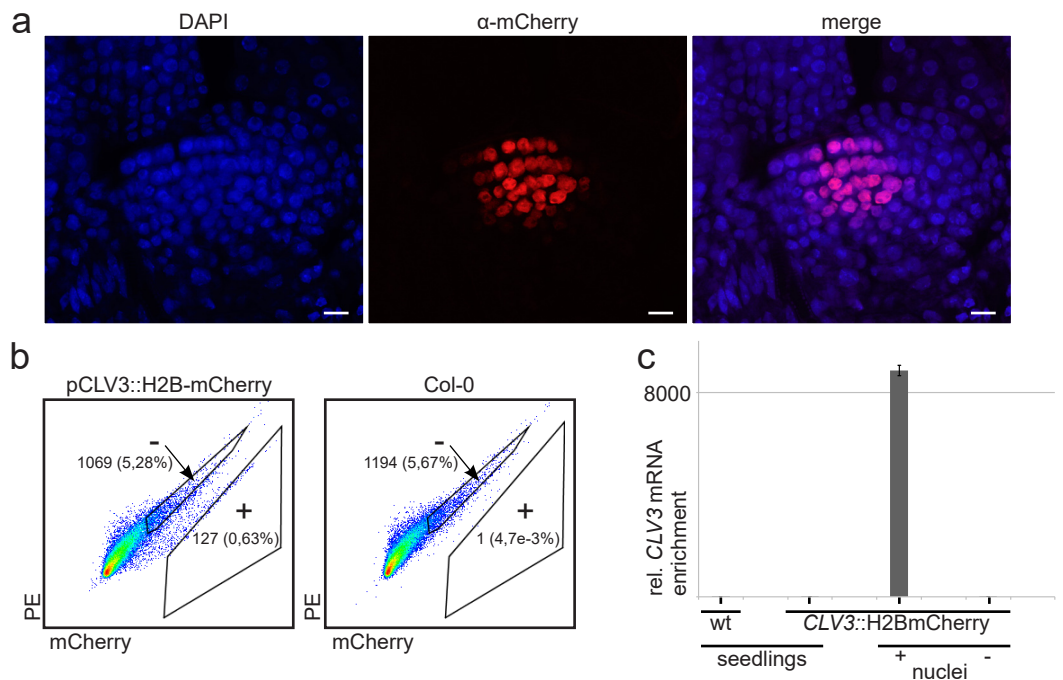 a
DAPI
α-mCherry
merge
b
pCLV3::H2B-mCherry
Col-0
-
1069 (5,28%)
+
127 (0,63%)
PE
mCherry
-
1194 (5,67%)
+
1 (4,7e-3%)
PE
mCherry
c
rel. CLV3 mRNA
enrichment
8000
wt
CLV3::H2BmCherry
seedlings
+
-
nuclei